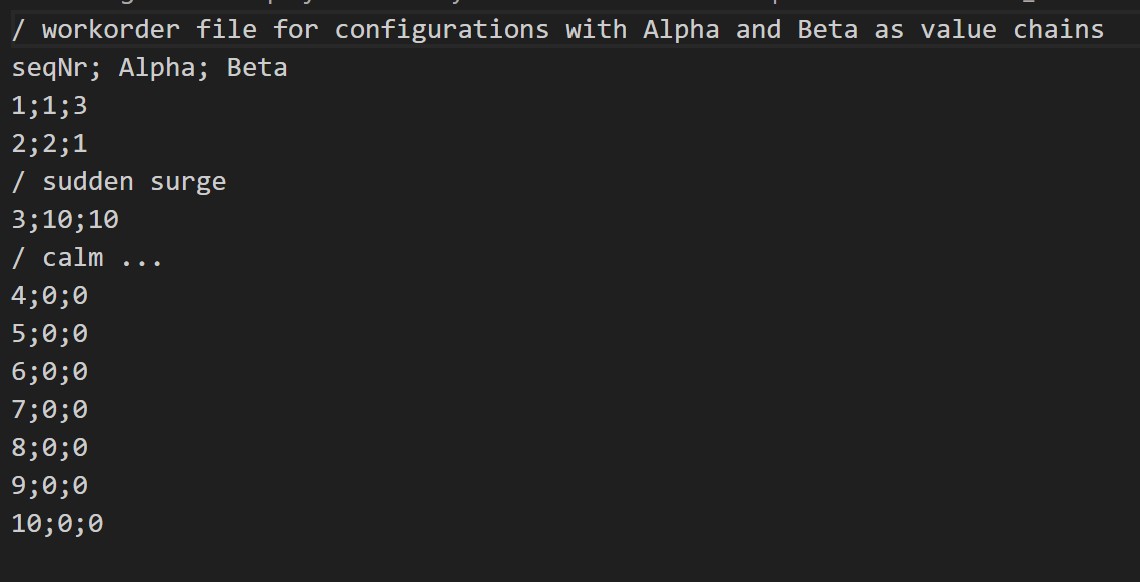 / workorder file for configurations with Alpha and Beta as value chains
seqNr; Alpha; Beta
1;1;3
2;2;1
/ sudden surge
3;10;10
/ calm ...
4;0;0
5;0;0
6;0;0
7;0;0
8;0;0
9;0;0
10;0;0